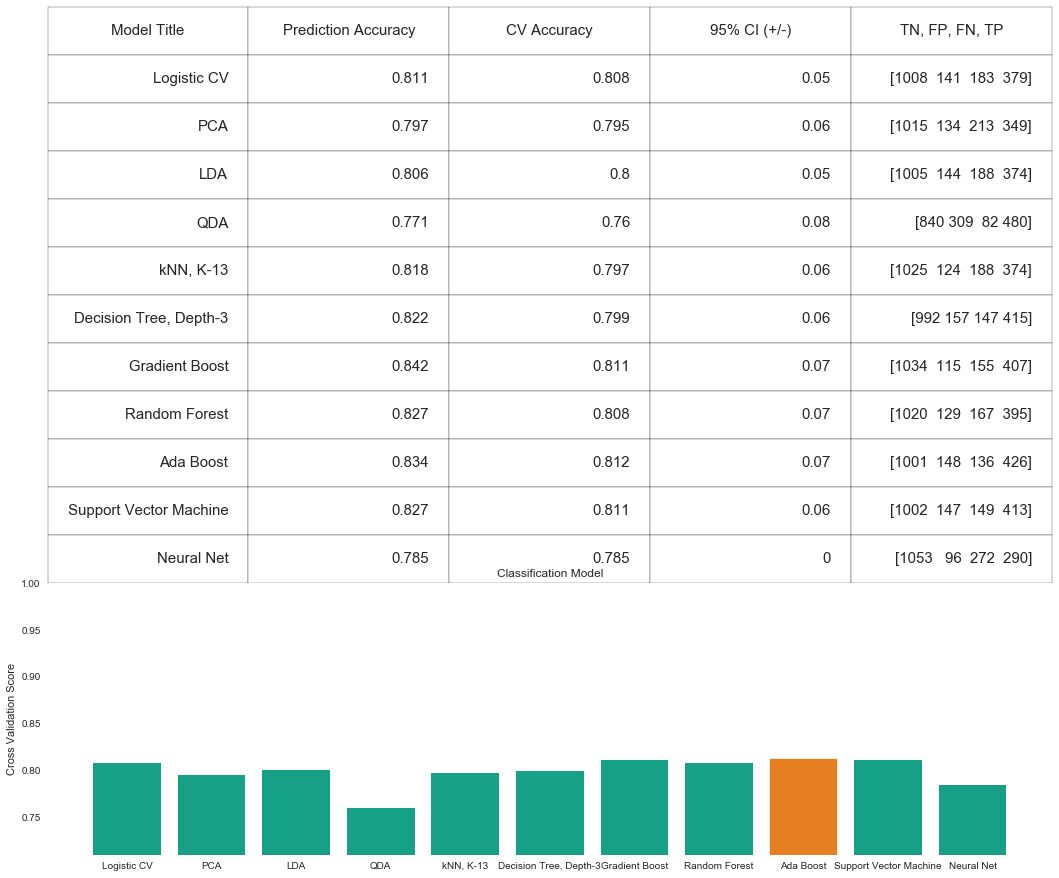 Model Title Prediction Accuracy CV Accuracy 95% CI (+/-) TN, FP, FN, TP
Logistic CV 0.811 0.808 0.05 [1008 141 183 379]
PCA 0.797 0.795 0.06 [1015 134 213 349]
LDA 0.806 0.8 0.05 [1005 144 188 374]
QDA 0.771 0.76 0.08 [840 309 82 480]
kNN, K-13 0.818 0.797 0.06 [1025 124 188 374]
Decision Tree, Depth-3 0.822 0.799 0.06 [992 157 147 415]
Gradient Boost 0.842 0.811 0.07 [1034 115 155 407]
Random Forest 0.827 0.808 0.07 [1020 129 167 395]
Ada Boost 0.834 0.812 0.07 [1001 148 136 426]
Support Vector Machine 0.827 0.811 0.06 [1002 147 149 413]
Neural Net 0.785 0.785 0 [1053 96 272 290]
Classification Model
1.00
0.95
0.90
0.85
0.80
0.75
Cross Validation Score
Logistic CV PCA LDA QDA kNN, K-13 Decision Tree, Depth-3 Gradient Boost Random Forest Ada Boost Support Vector Machine Neural Net